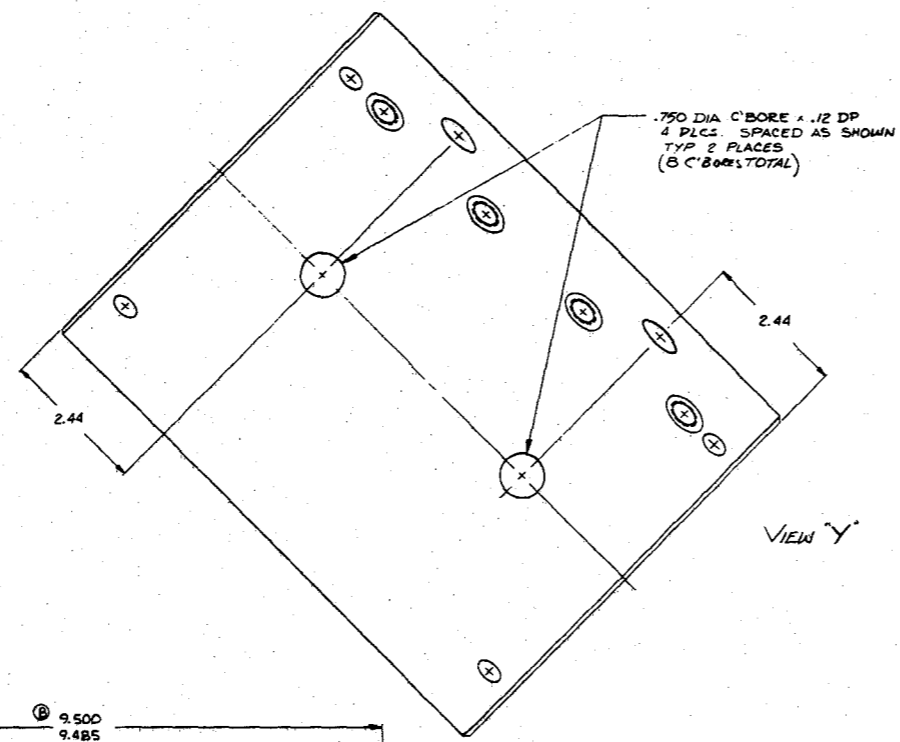 .750 DIA C'BORE x .12 DP
4 PLCS. SPACED AS SHOWN
TYP 2 PLACES
(8 C'BORES TOTAL)
2.44
2.44
VIEW "Y"
B 9.500
9.485